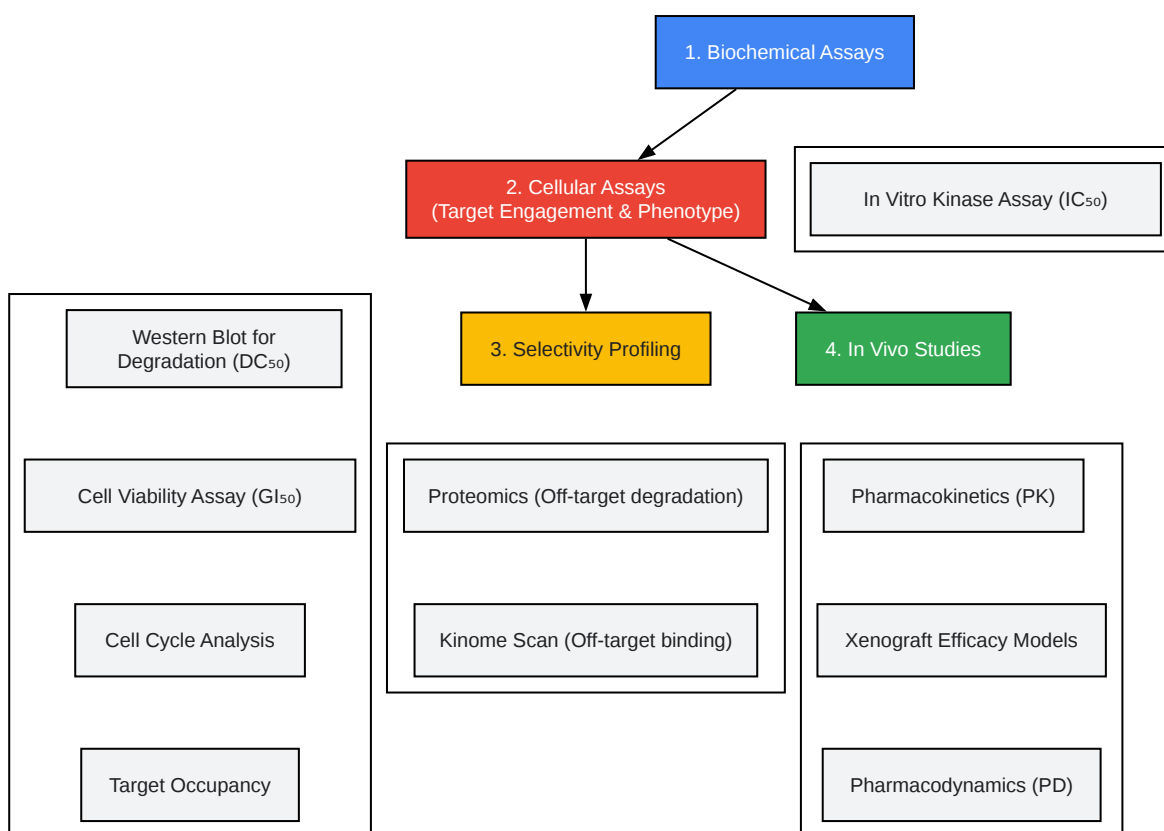 1. Biochemical Assays
2. Cellular Assays
(Target Engagement & Phenotype)
In Vitro Kinase Assay (IC₅₀)
Western Blot for
Degradation (DC₅₀)
3. Selectivity Profiling
4. In Vivo Studies
Cell Viability Assay (GI₅₀)
Proteomics (Off-target degradation)
Pharmacokinetics (PK)
Cell Cycle Analysis
Kinome Scan (Off-target binding)
Xenograft Efficacy Models
Target Occupancy
Pharmacodynamics (PD)